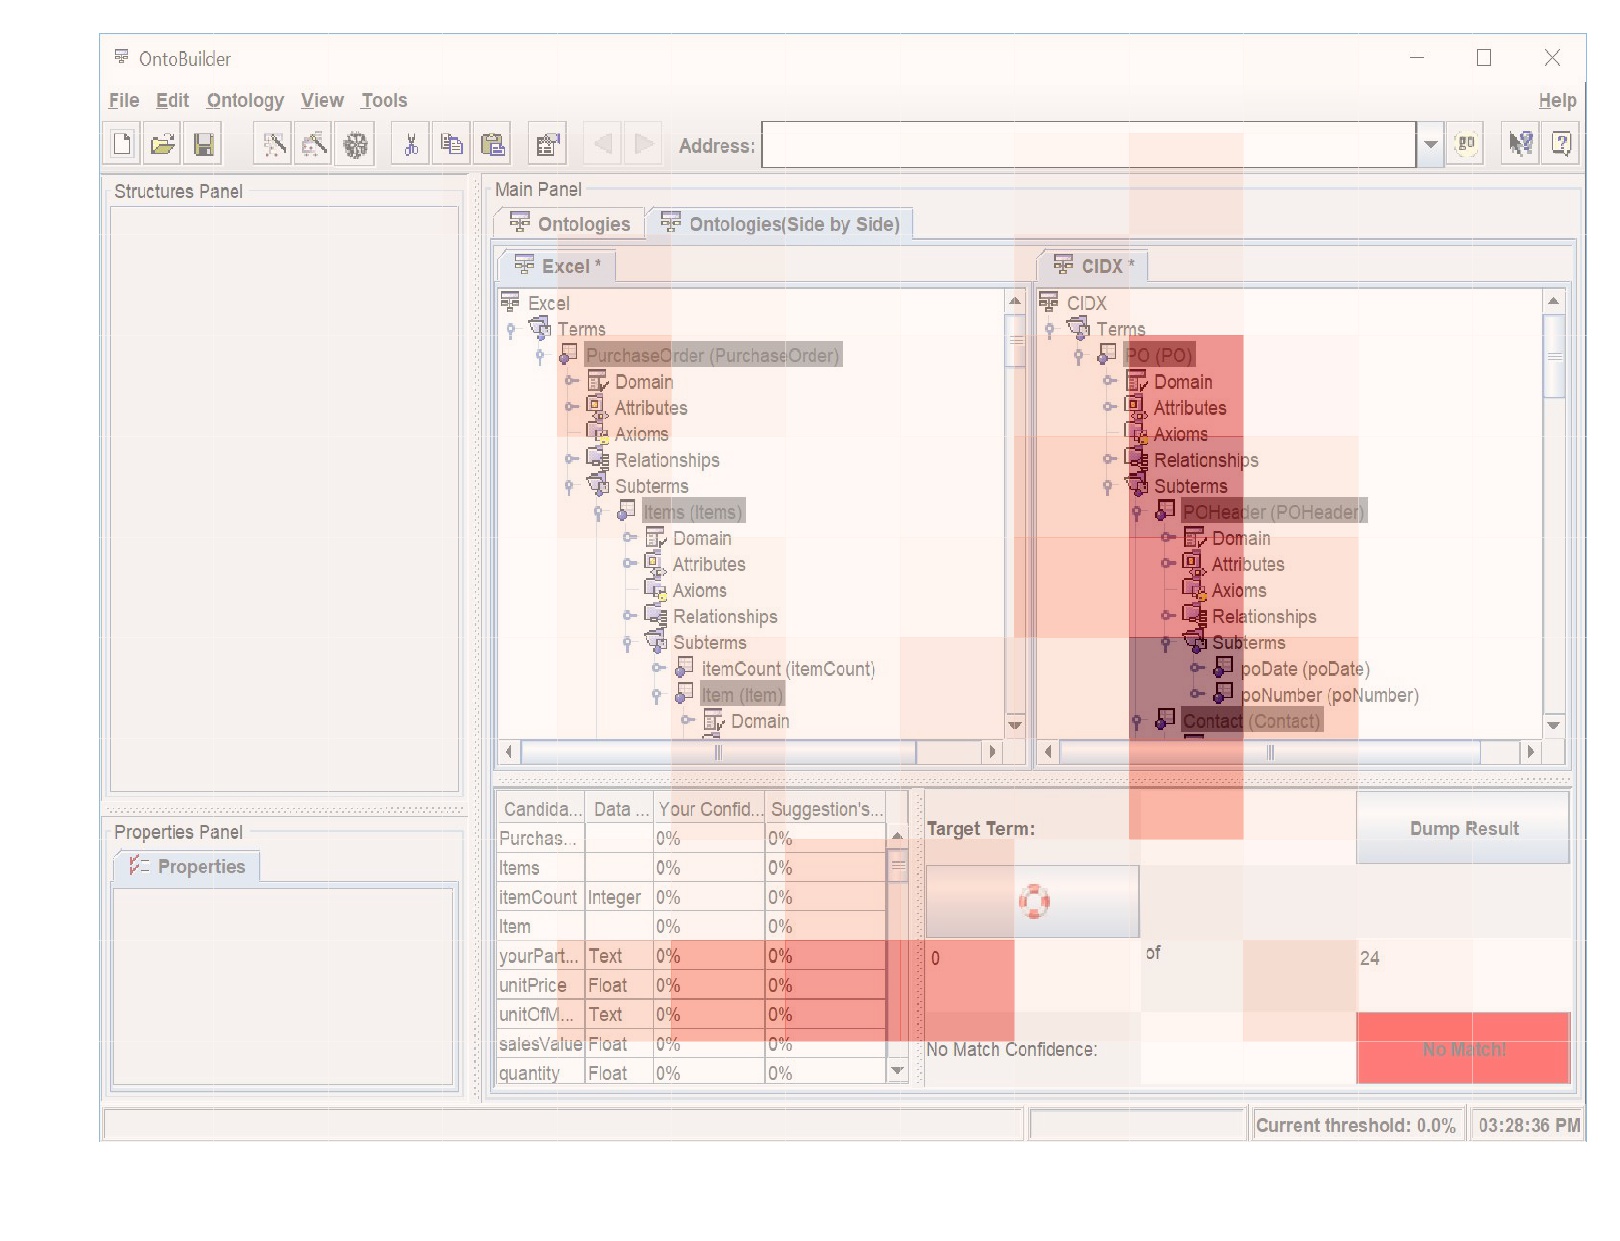 OntoBuilder
File Edit Ontology View Tools Help
Address: go
Structures Panel
Main Panel
Ontologies Ontologies(Side by Side)
Excel * CIDX *
Excel
Terms
PurchaseOrder (PurchaseOrder)
Domain
Attributes
Axioms
Relationships
Subterms
Items (Items)
Domain
Attributes
Axioms
Relationships
Subterms
itemCount (itemCount)
Item (Item)
Domain
CIDX
Terms
PO (PO)
Domain
Attributes
Axioms
Relationships
Subterms
POHeader (POHeader)
Domain
Attributes
Axioms
Relationships
Subterms
poDate (poDate)
poNumber (poNumber)
Contact (Contact)
Properties Panel
Properties
Candida... Data ... Your Confid... Suggestion's...
Purchas... 0% 0%
Items 0% 0%
itemCount Integer 0% 0%
Item 0% 0%
yourPart... Text 0% 0%
unitPrice Float 0% 0%
unitOfM... Text 0% 0%
salesValue Float 0% 0%
quantity Float 0% 0%
Target Term: Dump Result
0 of 24
No Match Confidence: No Match!
Current threshold: 0.0% 03:28:36 PM